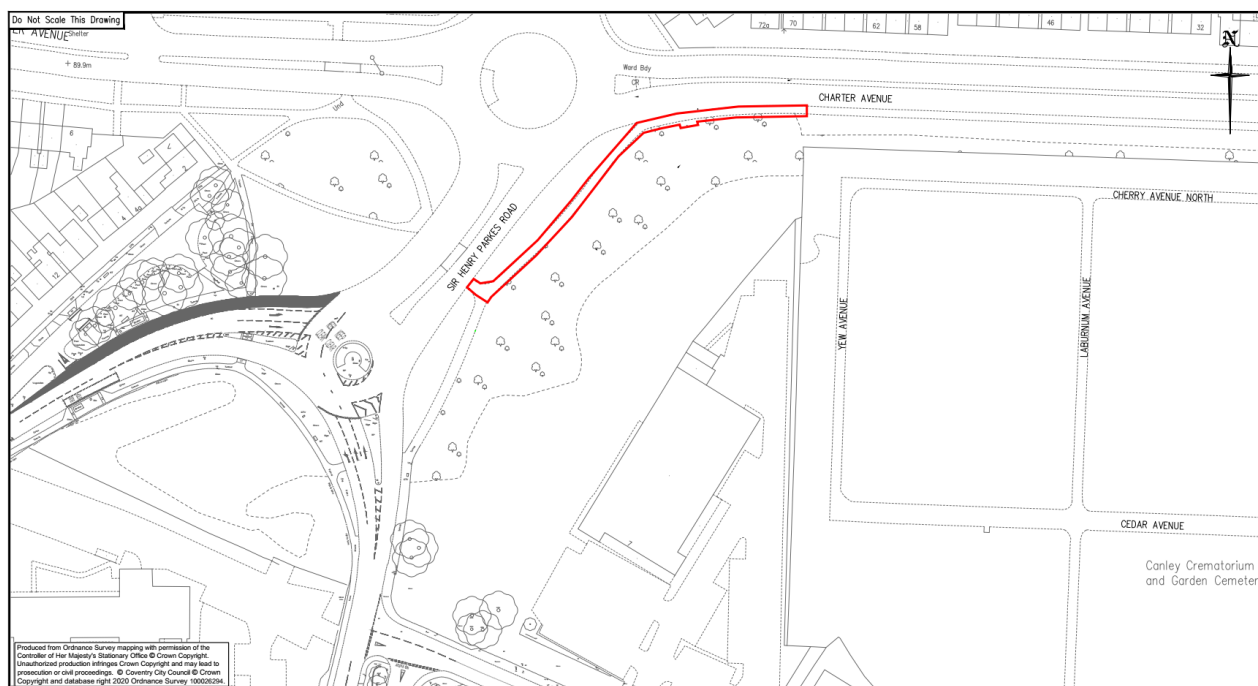 Do Not Scale This Drawing
ER AVENUE
Shelter
+ 89.9m
72a
70
62
58
46
32
N
Ward Bdy
CR
CHARTER AVENUE
Und
6
4
4a
12
SIR HENRY PARKES ROAD
CHERRY AVENUE NORTH
YEW AVENUE
LABURNUM AVENUE
CEDAR AVENUE
7
Canley Crematorium
and Garden Cemeter
Produced from Ordnance Survey mapping with permission of the
Controller of Her Majesty's Stationary Office © Crown Copyright.
Unauthorized production infringes Crown Copyright and may lead to
prosecution or civil proceedings. © Coventry City Council © Crown
Copyright and database right 2020 Ordnance Survey 100026294.